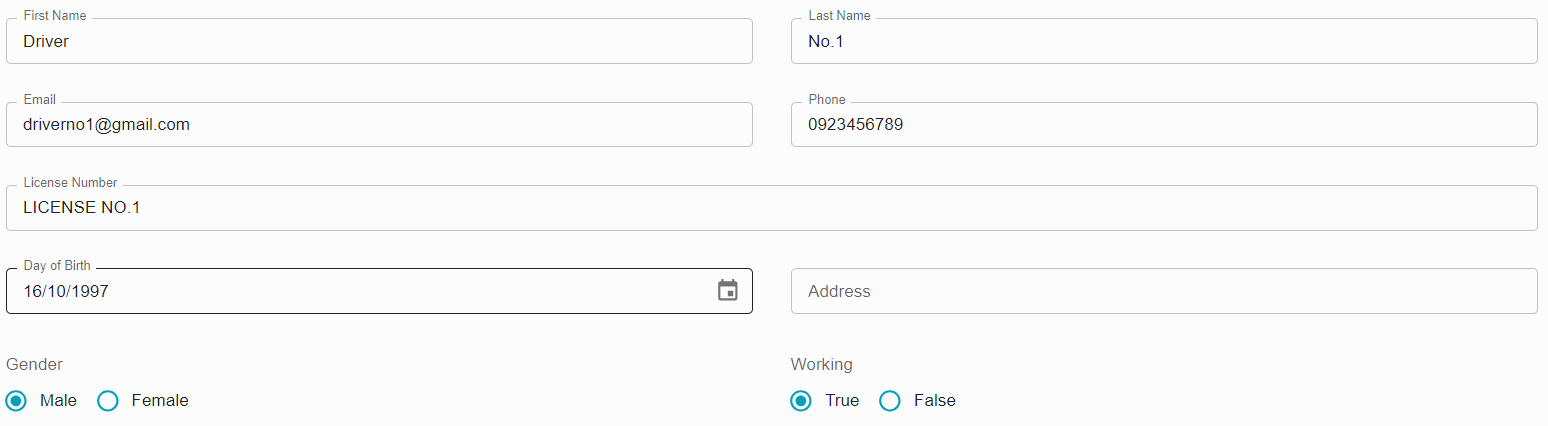 First Name
Last Name
Driver
No.1
Email
Phone
driverno1@gmail.com
0923456789
License Number
LICENSE NO.1
Day of Birth
16/10/1997
Address
Gender
Working
Male
Female
True
False